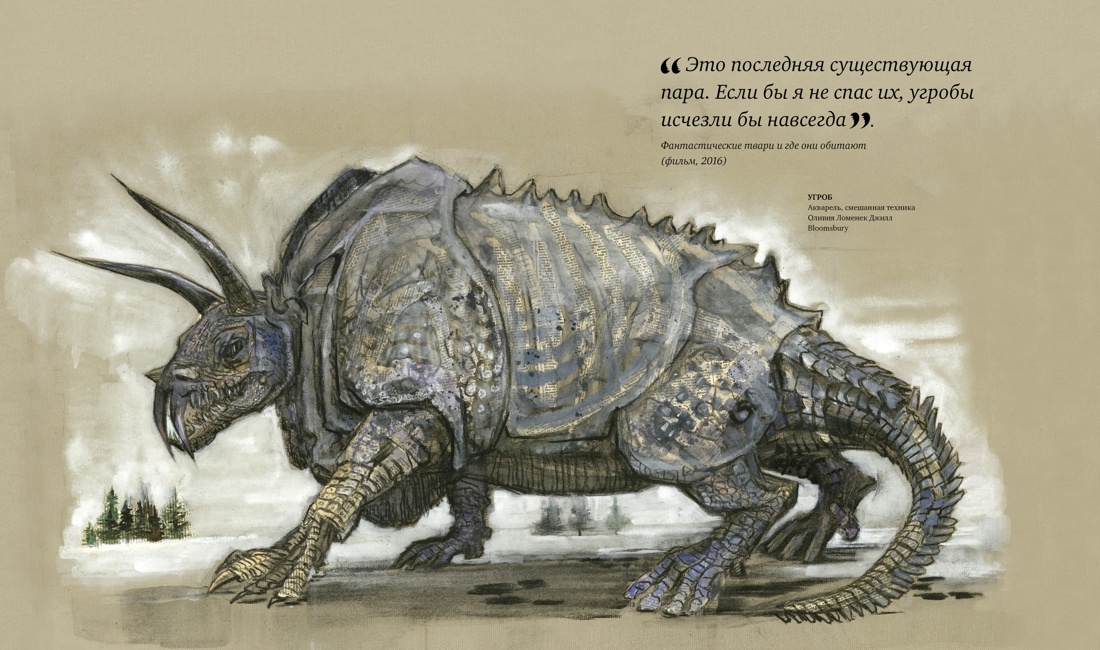 “Это последняя существующая
пара. Если бы я не спас их, угробы
исчезли бы навсегда”.
Фантастические твари и где они обитают
(фильм, 2016)
УГРОБ
Акварель, смешанная техника
Оливия Ломенек Джилл
Bloomsbury